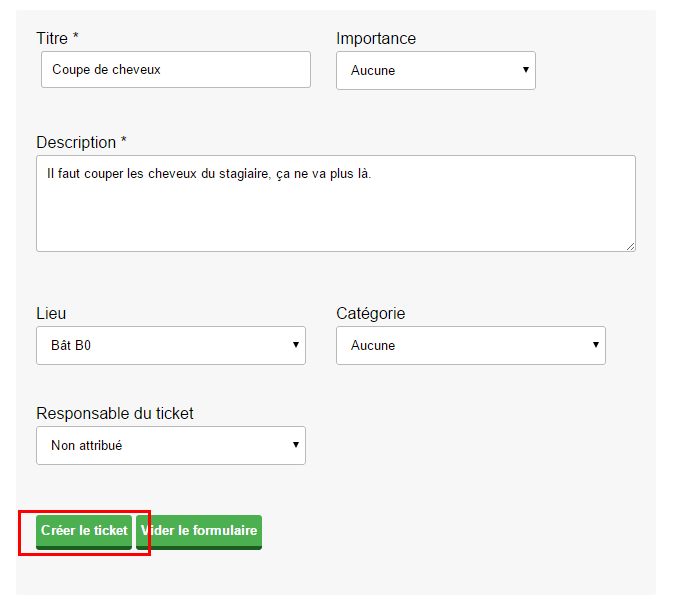 Titre * Importance
Coupe de cheveux Aucune
Description *
Il faut couper les cheveux du stagiaire, ça ne va plus là.
Lieu Catégorie
Bât B0 Aucune
Responsable du ticket
Non attribué
Créer le ticket Vider le formulaire